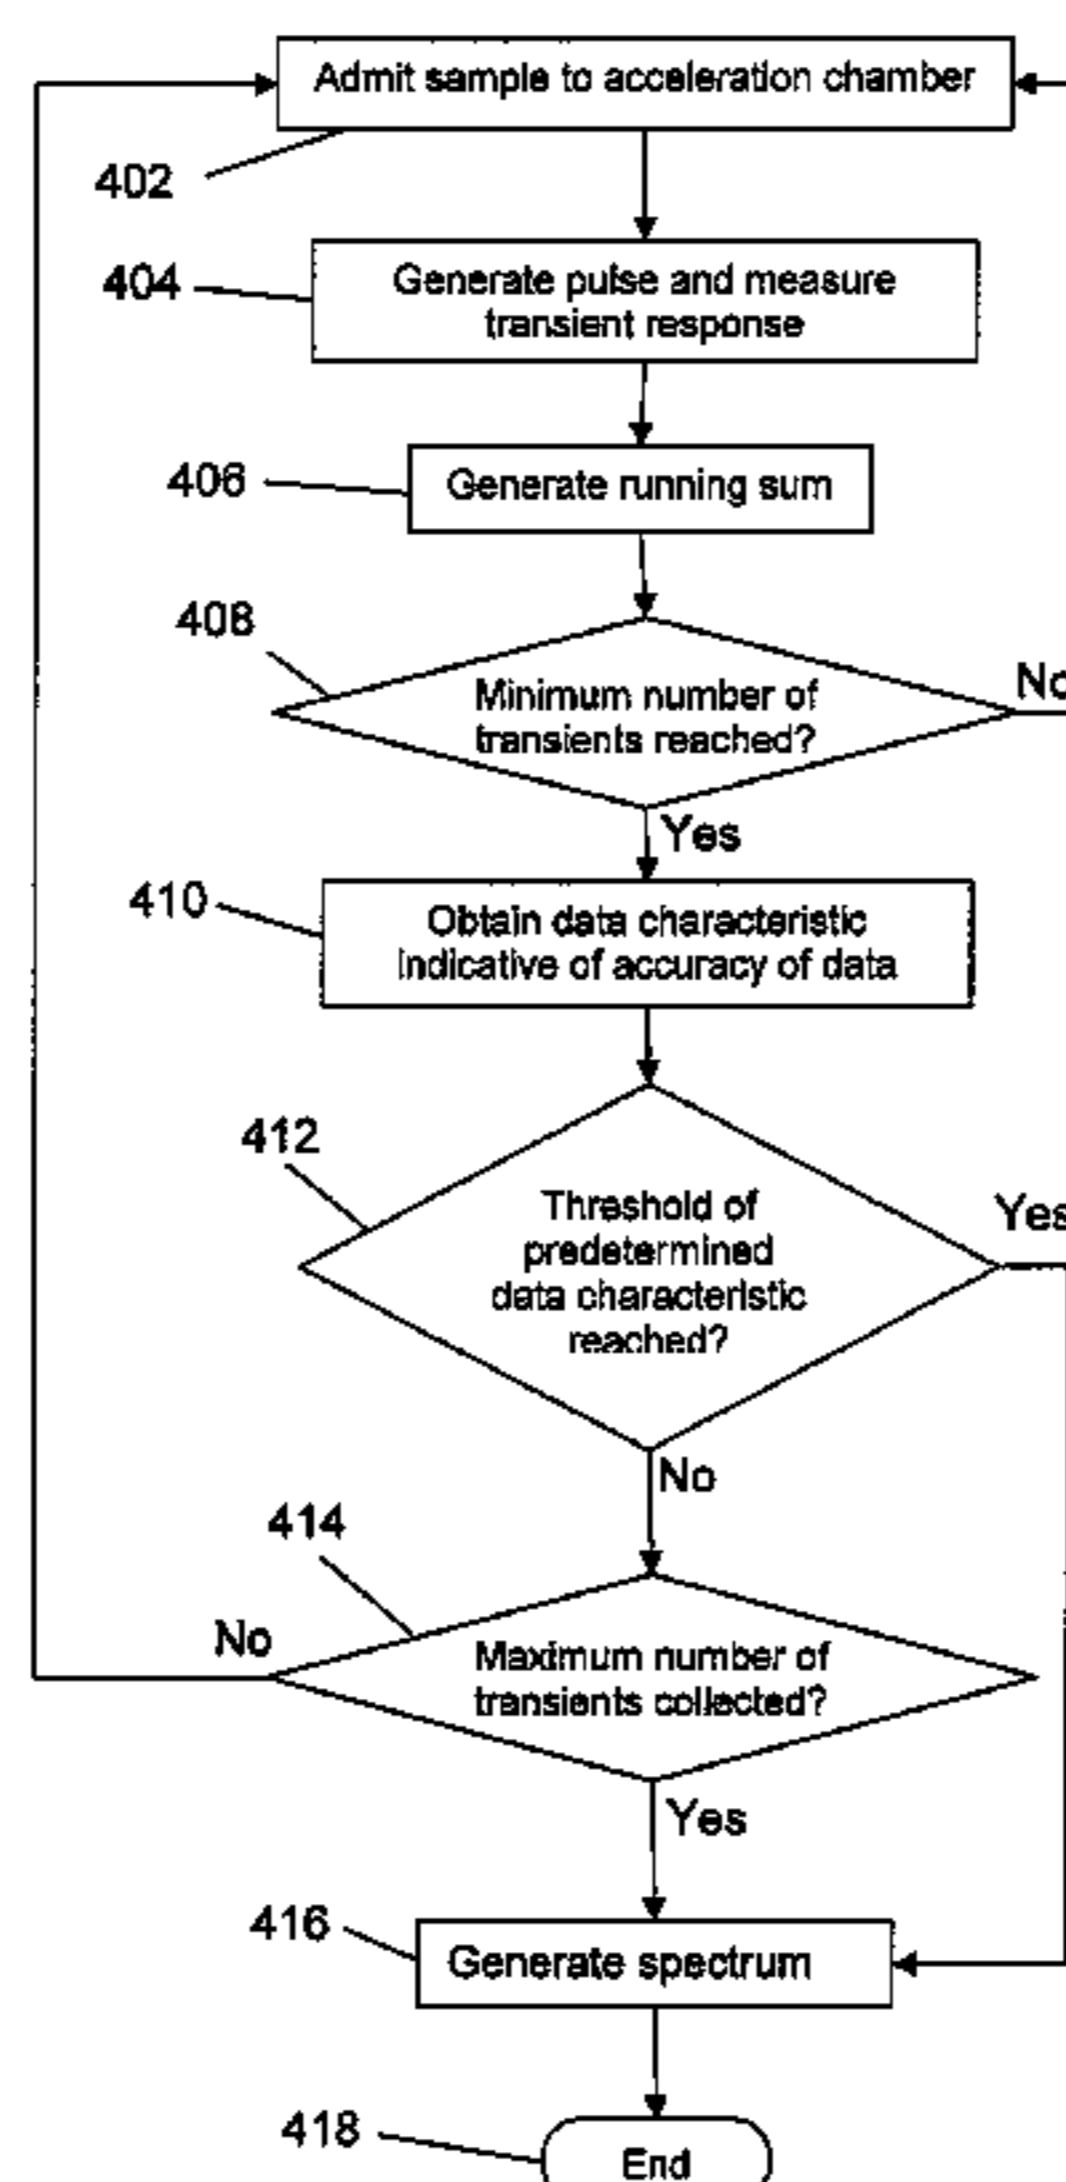 Admit sample to acceleration chamber
402
404
Generate pulse and measure
transient response
406
Generate running sum
408
Minimum number of
transients reached?
No
Yes
410
Obtain data characteristic
indicative of accuracy of data
412
Threshold of
predetermined
data characteristic
reached?
Yes
No
414
No
Maximum number of
transients collected?
Yes
416
Generate spectrum
418
End